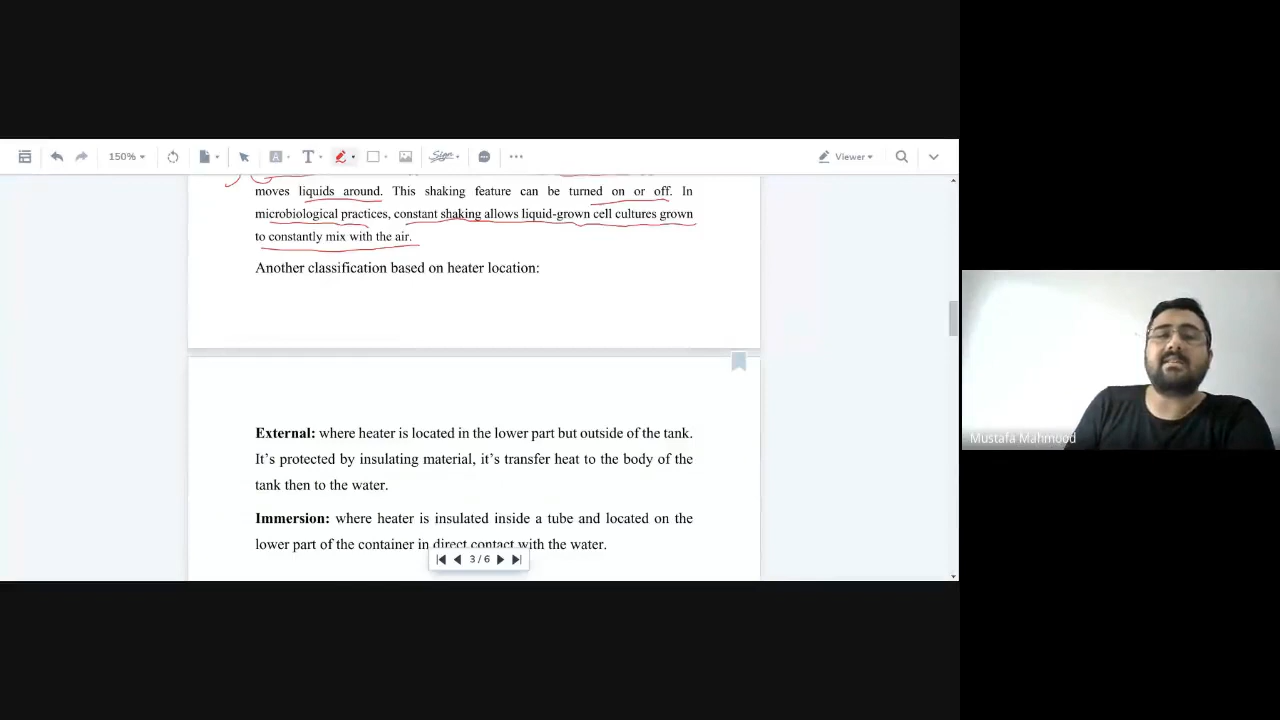 150%
T
Sign
Viewer
moves liquids around. This shaking feature can be turned on or off. In
microbiological practices, constant shaking allows liquid-grown cell cultures grown
to constantly mix with the air.
Another classification based on heater location:
External: where heater is located in the lower part but outside of the tank.
It's protected by insulating material, it's transfer heat to the body of the
tank then to the water.
Immersion: where heater is insulated inside a tube and located on the
lower part of the container in direct contact with the water.
3 / 6
Mustafa Mahmood